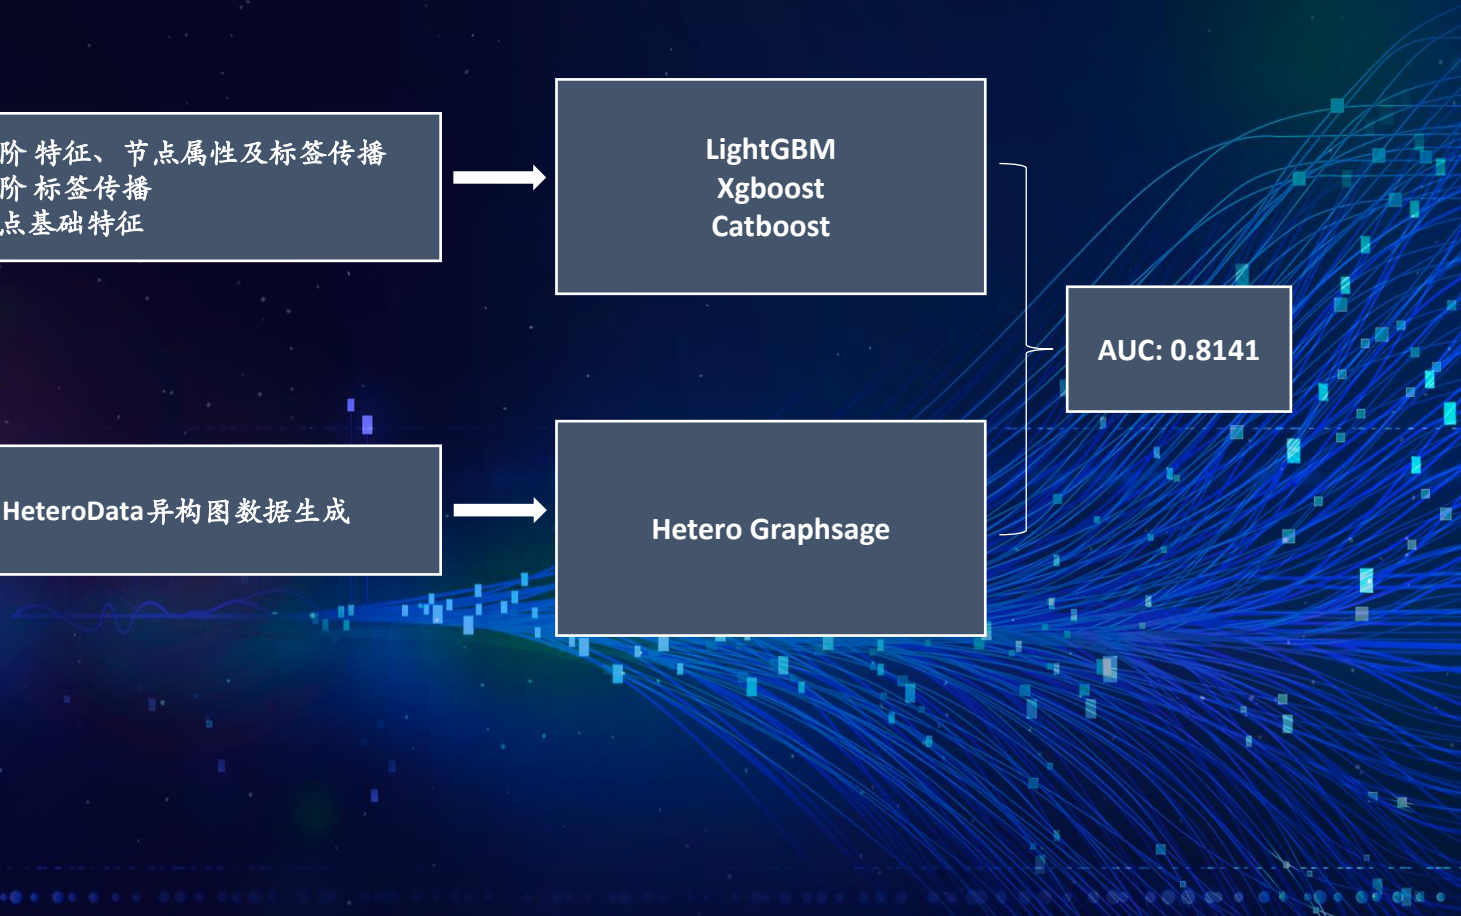 阶 特征、节点属性及标签传播
阶 标签传播
点基础特征
LightGBM
Xgboost
Catboost
AUC: 0.8141
HeteroData异构图数据生成
Hetero Graphsage